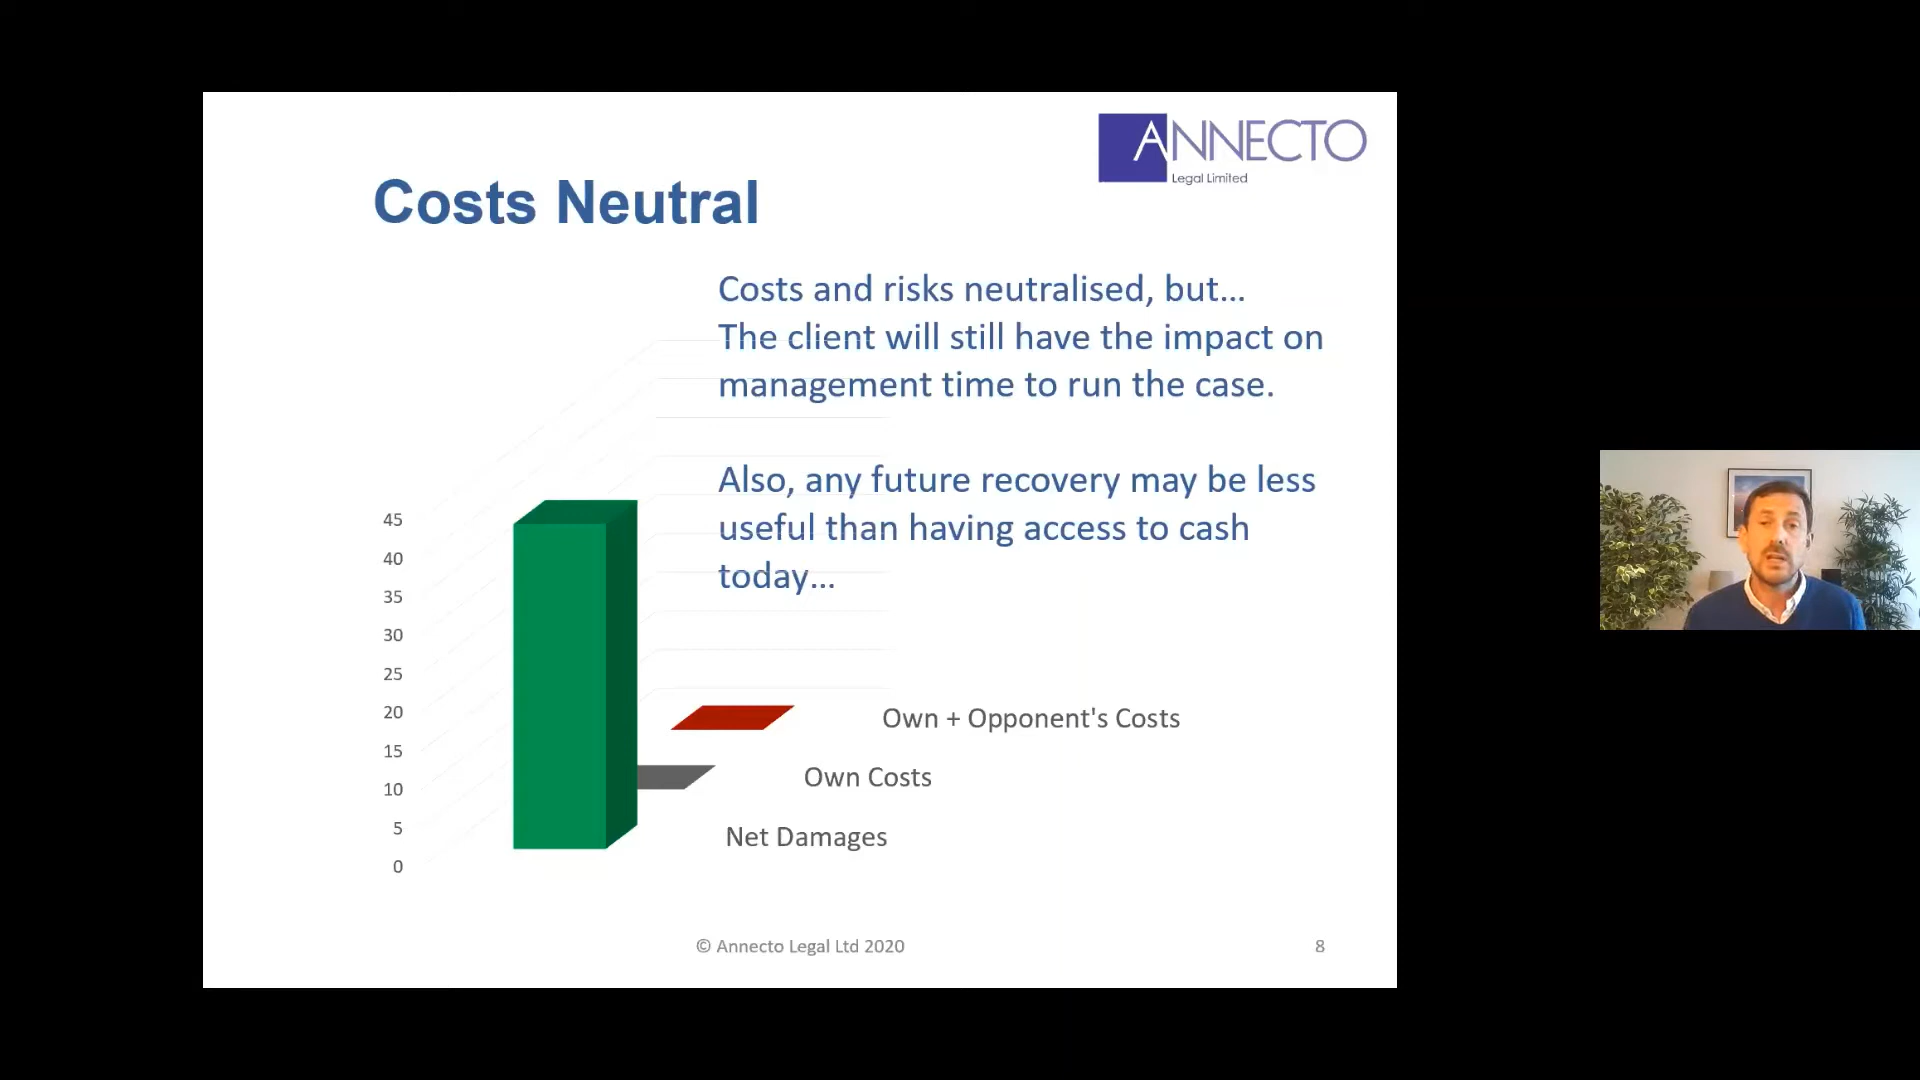 ANNECTO
Legal Limited
Costs Neutral
Costs and risks neutralised, but...
The client will still have the impact on
management time to run the case.
Also, any future recovery may be less
useful than having access to cash
today...
45
40
35
30
25
20
15
10
5
0
Own + Opponent's Costs
Own Costs
Net Damages
© Annecto Legal Ltd 2020
8